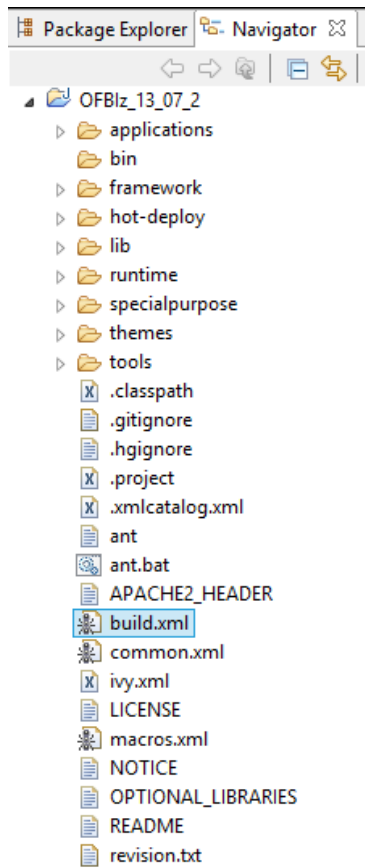 Package Explorer Navigator
OFBIz_13_07_2
applications
bin
framework
hot-deploy
lib
runtime
specialpurpose
themes
tools
.classpath
.gitignore
.hgignore
.project
.xmlcatalog.xml
ant
ant.bat
APACHE2_HEADER
build.xml
common.xml
ivy.xml
LICENSE
macros.xml
NOTICE
OPTIONAL_LIBRARIES
README
revision.txt